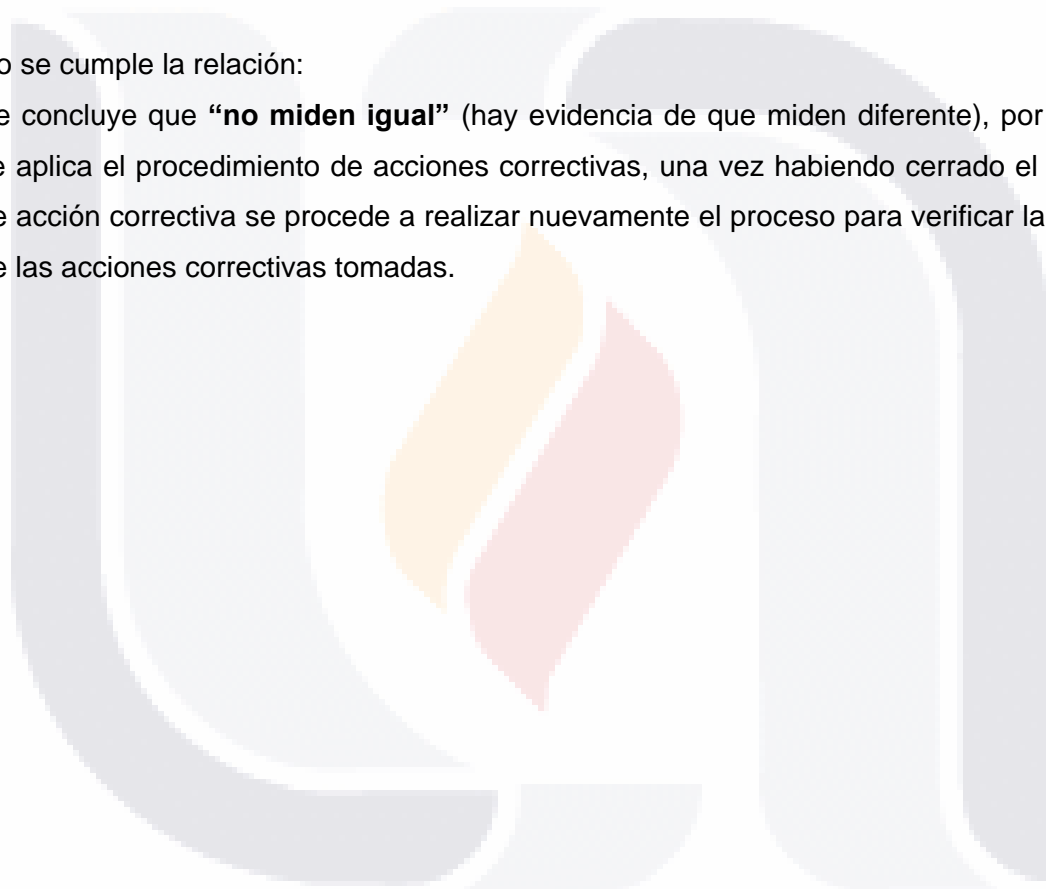 o se cumple la relación:
e concluye que “no miden igual” (hay evidencia de que miden diferente), por
e aplica el procedimiento de acciones correctivas, una vez habiendo cerrado el
e acción correctiva se procede a realizar nuevamente el proceso para verificar la
e las acciones correctivas tomadas.